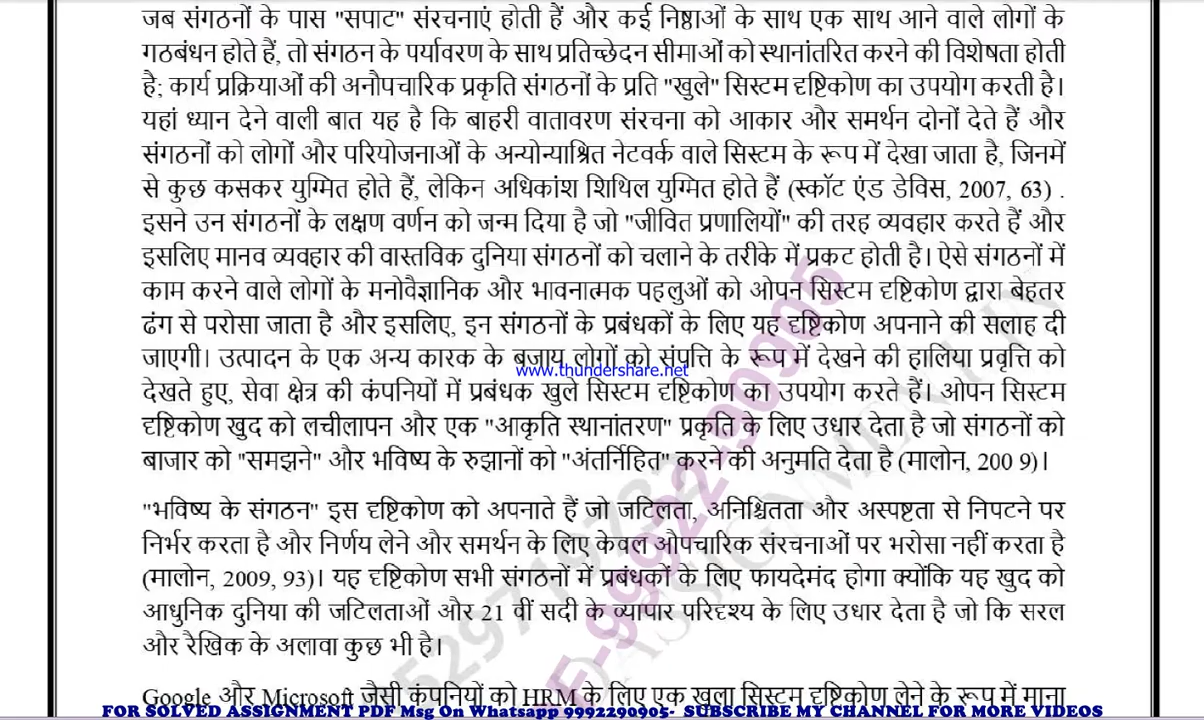 जब संगठनों के पास "सपाट" संरचनाएं होती हैं और कई निष्ठाओं के साथ एक साथ आने वाले लोगों के
गठबंधन होते हैं, तो संगठन के पर्यावरण के साथ प्रतिच्छेदन सीमाओं को स्थानांतरित करने की विशेषता होती
है; कार्य प्रक्रियाओं की अनौपचारिक प्रकृति संगठनों के प्रति "खुले" सिस्टम दृष्टिकोण का उपयोग करती है।
यहां ध्यान देने वाली बात यह है कि बाहरी वातावरण संरचना को आकार और समर्थन दोनों देते हैं और
संगठनों को लोगों और परियोजनाओं के अन्योन्याश्रित नेटवर्क वाले सिस्टम के रूप में देखा जाता है, जिनमें
से कुछ कसकर युग्मित होते हैं, लेकिन अधिकांश शिथिल युग्मित होते हैं (स्कॉट एंड डेविस, 2007, 63) .
इसने उन संगठनों के लक्षण वर्णन को जन्म दिया है जो "जीवित प्रणालियों" की तरह व्यवहार करते हैं और
इसलिए मानव व्यवहार की वास्तविक दुनिया संगठनों को चलाने के तरीके में प्रकट होती है। ऐसे संगठनों में
काम करने वाले लोगों के मनोवैज्ञानिक और भावनात्मक पहलुओं को ओपन सिस्टम दृष्टिकोण द्वारा बेहतर
ढंग से परोसा जाता है और इसलिए, इन संगठनों के प्रबंधकों के लिए यह दृष्टिकोण अपनाने की सलाह दी
जाएगी। उत्पादन के एक अन्य कारक के बजाय लोगों को संपत्ति के रूप में देखने की हालिया प्रवृत्ति को
www.thundershare.net
देखते हुए, सेवा क्षेत्र की कंपनियों में प्रबंधक खुले सिस्टम दृष्टिकोण का उपयोग करते हैं। ओपन सिस्टम
दृष्टिकोण खुद को लचीलापन और एक "आकृति स्थानांतरण" प्रकृति के लिए उधार देता है जो संगठनों को
बाजार को "समझने" और भविष्य के रुझानों को "अंतर्निहित" करने की अनुमति देता है (मालोन, 200 9)।
"भविष्य के संगठन" इस दृष्टिकोण को अपनाते हैं जो जटिलता, अनिश्चितता और अस्पष्टता से निपटने पर
निर्भर करता है और निर्णय लेने और समर्थन के लिए केवल औपचारिक संरचनाओं पर भरोसा नहीं करता है
(मालोन, 2009, 93)। यह दृष्टिकोण सभी संगठनों में प्रबंधकों के लिए फायदेमंद होगा क्योंकि यह खुद को
आधुनिक दुनिया की जटिलताओं और 21 वीं सदी के व्यापार परिदृश्य के लिए उधार देता है जो कि सरल
और रैखिक के अलावा कुछ भी है।
Google और Microsoft जैसी कंपनियों को HRM के लिए एक खुला सिस्टम दृष्टिकोण लेने के रूप में माना
FOR SOLVED ASSIGNMENT PDF Msg On Whatsapp 9992290905- SUBSCRIBE MY CHANNEL FOR MORE VIDEOS